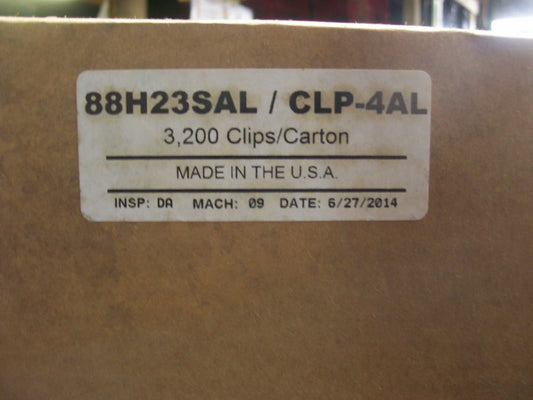 88H23SAL / CLP-4AL
3,200 Clips/Carton
MADE IN THE U.S.A.
INSP: DA MACH: 09 DATE: 6/27/2014